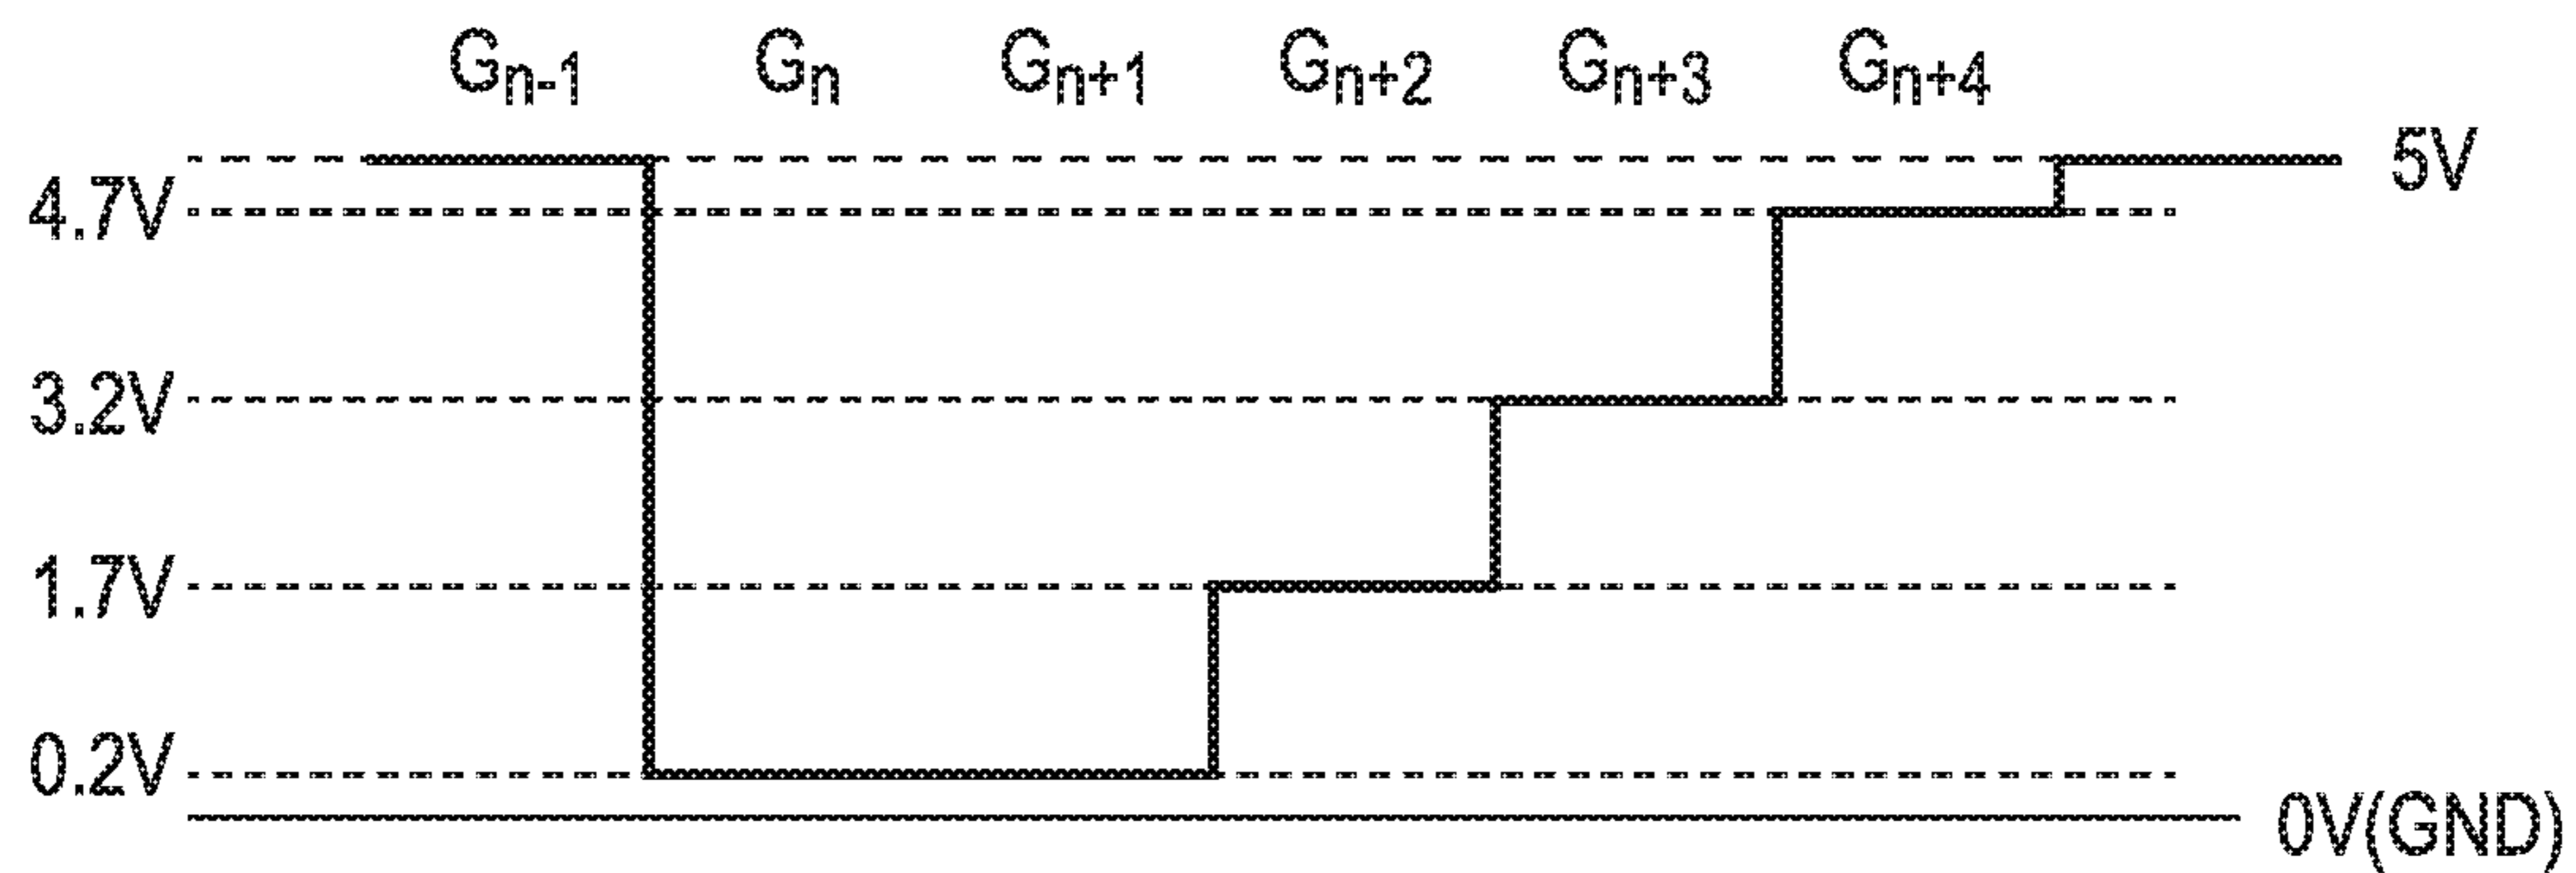 Gn-1 Gn Gn+1 Gn+2 Gn+3 Gn+4
5V
4.7V
3.2V
1.7V
0.2V
0V(GND)